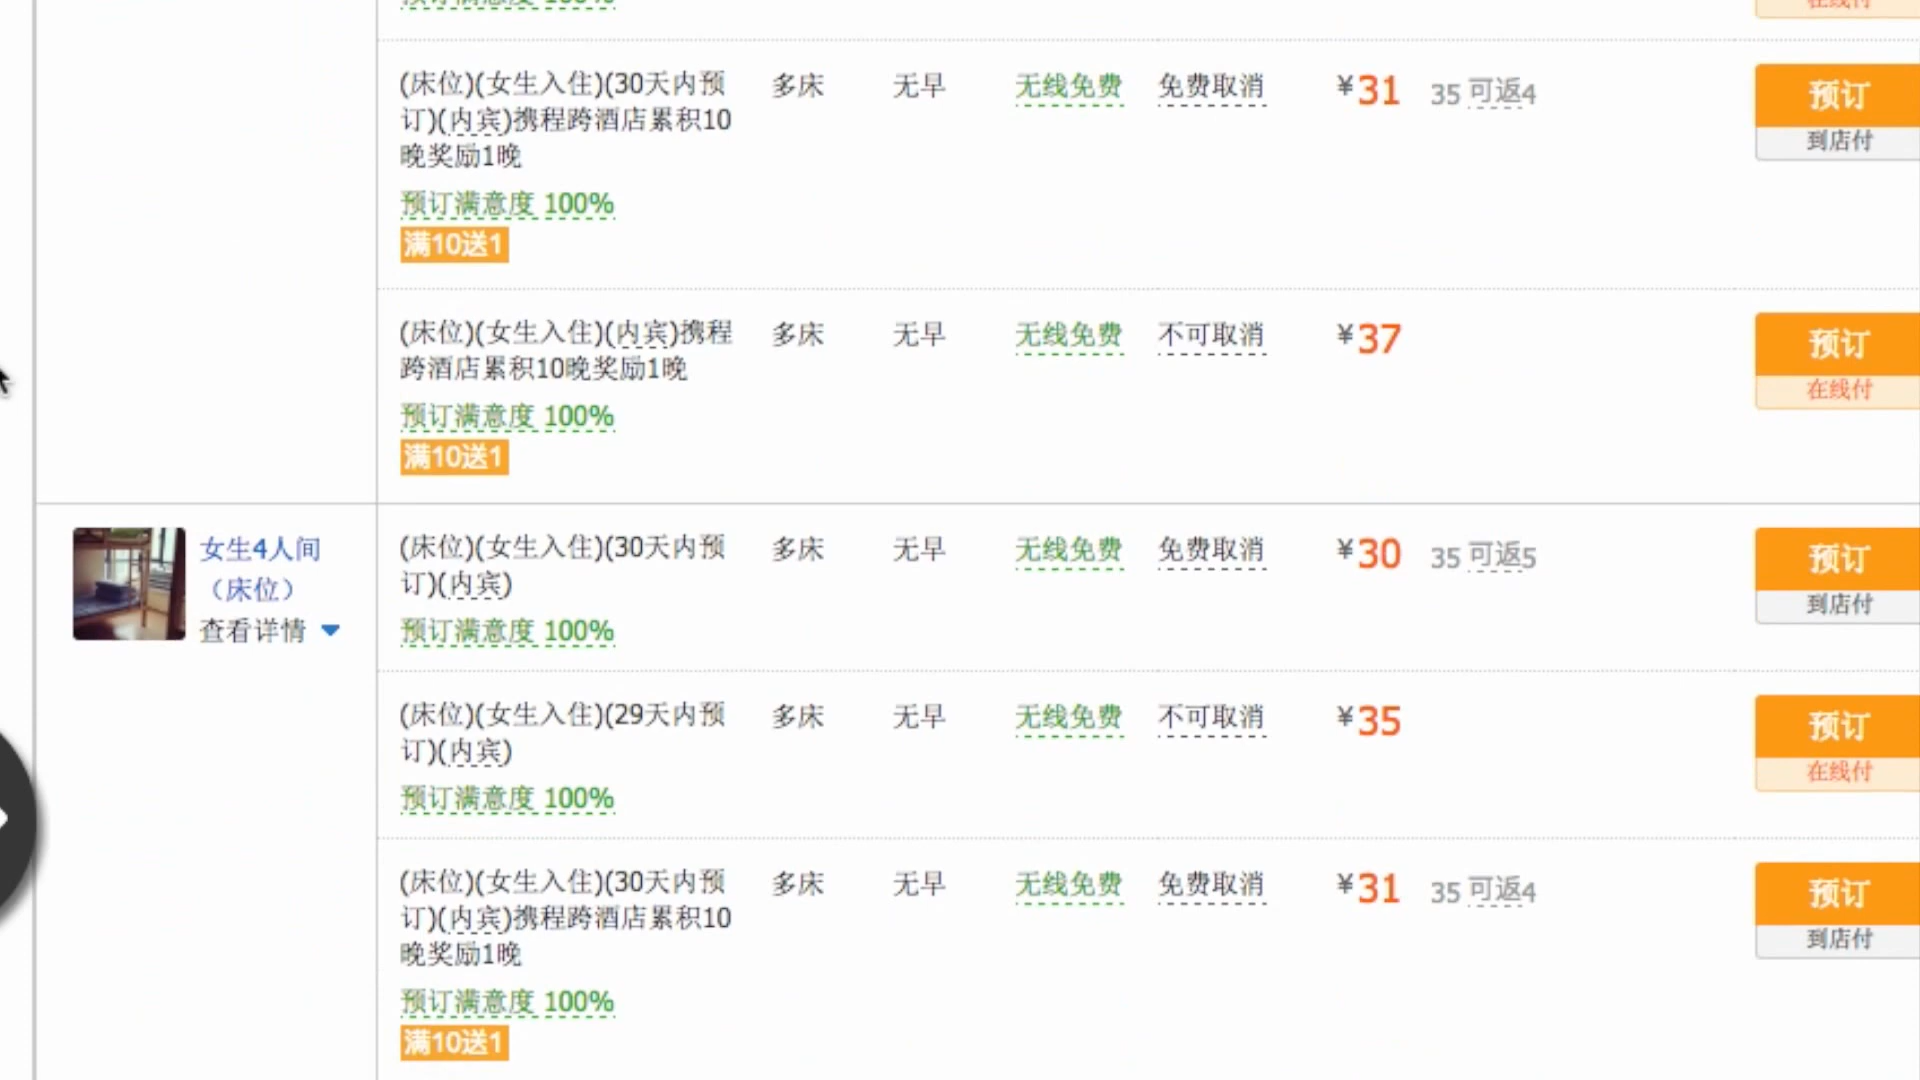 预订满意度 100%
在线付
(床位)(女生入住)(30天内预
订)(内宾)携程跨酒店累积10
晚奖励1晚
多床 无早 无线免费 免费取消 ¥31 35 可返4
预订
到店付
预订满意度 100%
满10送1
(床位)(女生入住)(内宾)携程
跨酒店累积10晚奖励1晚
多床 无早 无线免费 不可取消 ¥37
预订
在线付
预订满意度 100%
满10送1
女生4人间
（床位）
查看详情
(床位)(女生入住)(30天内预
订)(内宾)
多床 无早 无线免费 免费取消 ¥30 35 可返5
预订
到店付
预订满意度 100%
(床位)(女生入住)(29天内预
订)(内宾)
多床 无早 无线免费 不可取消 ¥35
预订
在线付
预订满意度 100%
(床位)(女生入住)(30天内预
订)(内宾)携程跨酒店累积10
晚奖励1晚
多床 无早 无线免费 免费取消 ¥31 35 可返4
预订
到店付
预订满意度 100%
满10送1